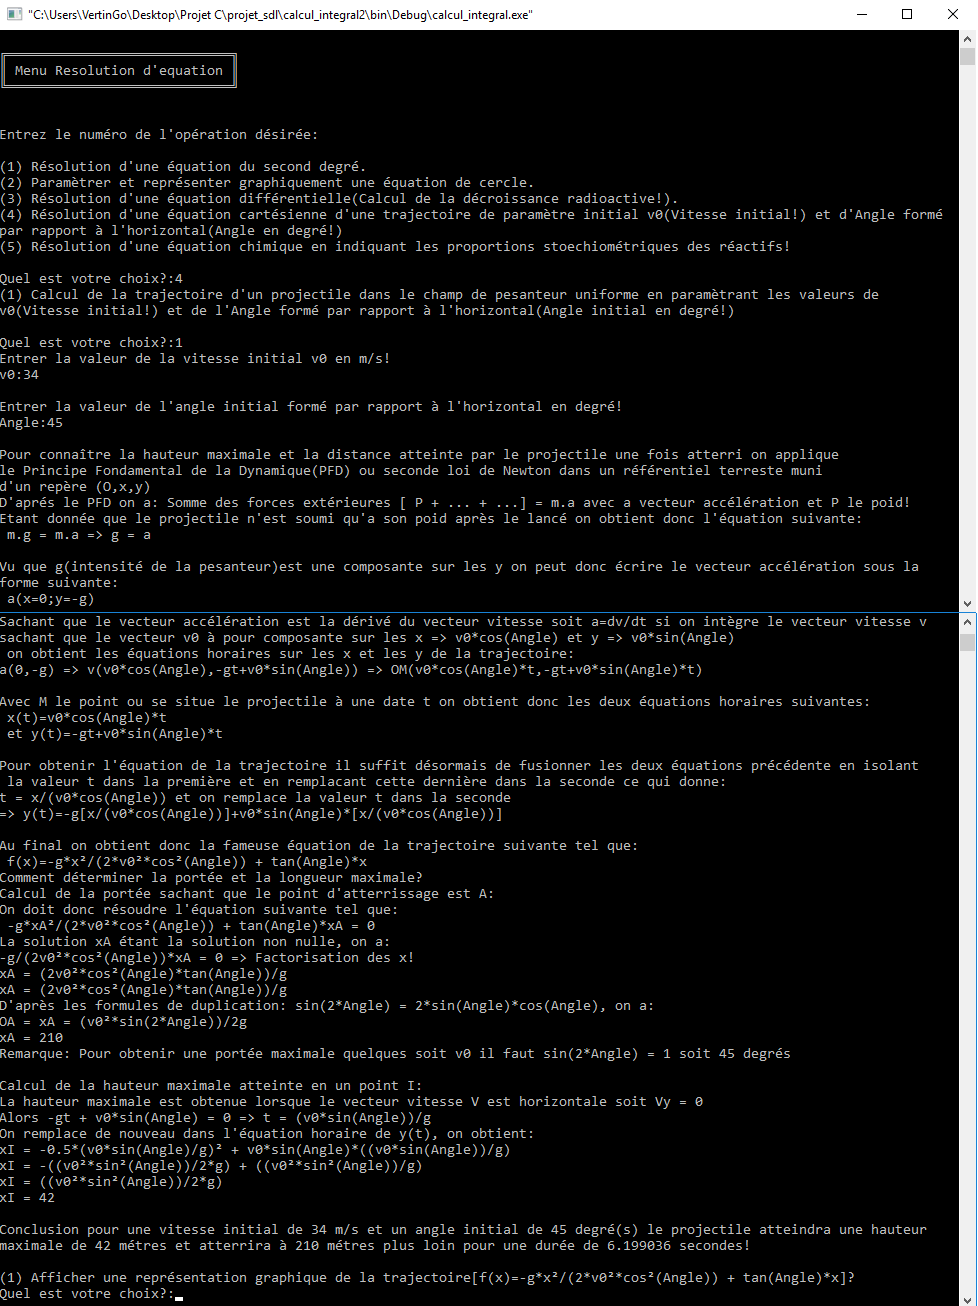 "C:\Users\VertinGo\Desktop\Projet C\projet_sdl\calcul_integral2\bin\Debug\calcul_integral.exe"
Menu Resolution d'equation
Entrez le numéro de l'opération désirée:
(1) Résolution d'une équation du second degré.
(2) Paramètrer et représenter graphiquement une équation de cercle.
(3) Résolution d'une équation différentielle(Calcul de la décroissance radioactive!).
(4) Résolution d'une équation cartésienne d'une trajectoire de paramètre initial v0(Vitesse initial!) et d'Angle formé
par rapport à l'horizontal(Angle en degré!)
(5) Résolution d'une équation chimique en indiquant les proportions stoechiométriques des réactifs!
Quel est votre choix?:4
(1) Calcul de la trajectoire d'un projectile dans le champ de pesanteur uniforme en paramètrant les valeurs de
v0(Vitesse initial!) et de l'Angle formé par rapport à l'horizontal(Angle initial en degré!)
Quel est votre choix?:1
Entrer la valeur de la vitesse initial v0 en m/s!
v0:34
Entrer la valeur de l'angle initial formé par rapport à l'horizontal en degré!
Angle:45
Pour connaître la hauteur maximale et la distance atteinte par le projectile une fois atterri on applique
le Principe Fondamental de la Dynamique(PFD) ou seconde loi de Newton dans un référentiel terreste muni
d'un repère (O,x,y)
D'aprés le PFD on a: Somme des forces extérieures [ P + ... + ...] = m.a avec a vecteur accélération et P le poid!
Etant donnée que le projectile n'est soumi qu'a son poid après le lancé on obtient donc l'équation suivante:
m.g = m.a => g = a
Vu que g(intensité de la pesanteur)est une composante sur les y on peut donc écrire le vecteur accélération sous la
forme suivante:
a(x=0;y=-g)
Sachant que le vecteur accélération est la dérivé du vecteur vitesse soit a=dv/dt si on intègre le vecteur vitesse v
sachant que le vecteur v0 à pour composante sur les x => v0*cos(Angle) et y => v0*sin(Angle)
on obtient les équations horaires sur les x et les y de la trajectoire:
a(0,-g) => v(v0*cos(Angle),-gt+v0*sin(Angle)) => OM(v0*cos(Angle)*t,-gt+v0*sin(Angle)*t)
Avec M le point ou se situe le projectile à une date t on obtient donc les deux équations horaires suivantes:
x(t)=v0*cos(Angle)*t
et y(t)=-gt+v0*sin(Angle)*t
Pour obtenir l'équation de la trajectoire il suffit désormais de fusionner les deux équations précédente en isolant
la valeur t dans la première et en remplacant cette dernière dans la seconde ce qui donne:
t = x/(v0*cos(Angle)) et on remplace la valeur t dans la seconde
=> y(t)=-g[x/(v0*cos(Angle))]+v0*sin(Angle)*[x/(v0*cos(Angle))]
Au final on obtient donc la fameuse équation de la trajectoire suivante tel que:
f(x)=-g*x²/(2*v0²*cos²(Angle)) + tan(Angle)*x
Comment déterminer la portée et la longueur maximale?
Calcul de la portée sachant que le point d'atterrissage est A:
On doit donc résoudre l'équation suivante tel que:
-g*xA²/(2*v0²*cos²(Angle)) + tan(Angle)*xA = 0
La solution xA étant la solution non nulle, on a:
-g/(2v0²*cos²(Angle))*xA = 0 => Factorisation des x!
xA = (2v0²*cos²(Angle)*tan(Angle))/g
xA = (2v0²*cos²(Angle)*tan(Angle))/g
D'après les formules de duplication: sin(2*Angle) = 2*sin(Angle)*cos(Angle), on a:
OA = xA = (v0²*sin(2*Angle))/2g
xA = 210
Remarque: Pour obtenir une portée maximale quelques soit v0 il faut sin(2*Angle) = 1 soit 45 degrés
Calcul de la hauteur maximale atteinte en un point I:
La hauteur maximale est obtenue lorsque le vecteur vitesse V est horizontale soit Vy = 0
Alors -gt + v0*sin(Angle) = 0 => t = (v0*sin(Angle))/g
On remplace de nouveau dans l'équation horaire de y(t), on obtient:
xI = -0.5*(v0*sin(Angle)/g)² + v0*sin(Angle)*((v0*sin(Angle))/g)
xI = -((v0²*sin²(Angle))/2*g) + ((v0²*sin²(Angle))/g)
xI = ((v0²*sin²(Angle))/2*g)
xI = 42
Conclusion pour une vitesse initial de 34 m/s et un angle initial de 45 degré(s) le projectile atteindra une hauteur
maximale de 42 métres et atterrira à 210 métres plus loin pour une durée de 6.199036 secondes!
(1) Afficher une représentation graphique de la trajectoire[f(x)=-g*x²/(2*v0²*cos²(Angle)) + tan(Angle)*x]?
Quel est votre choix?: